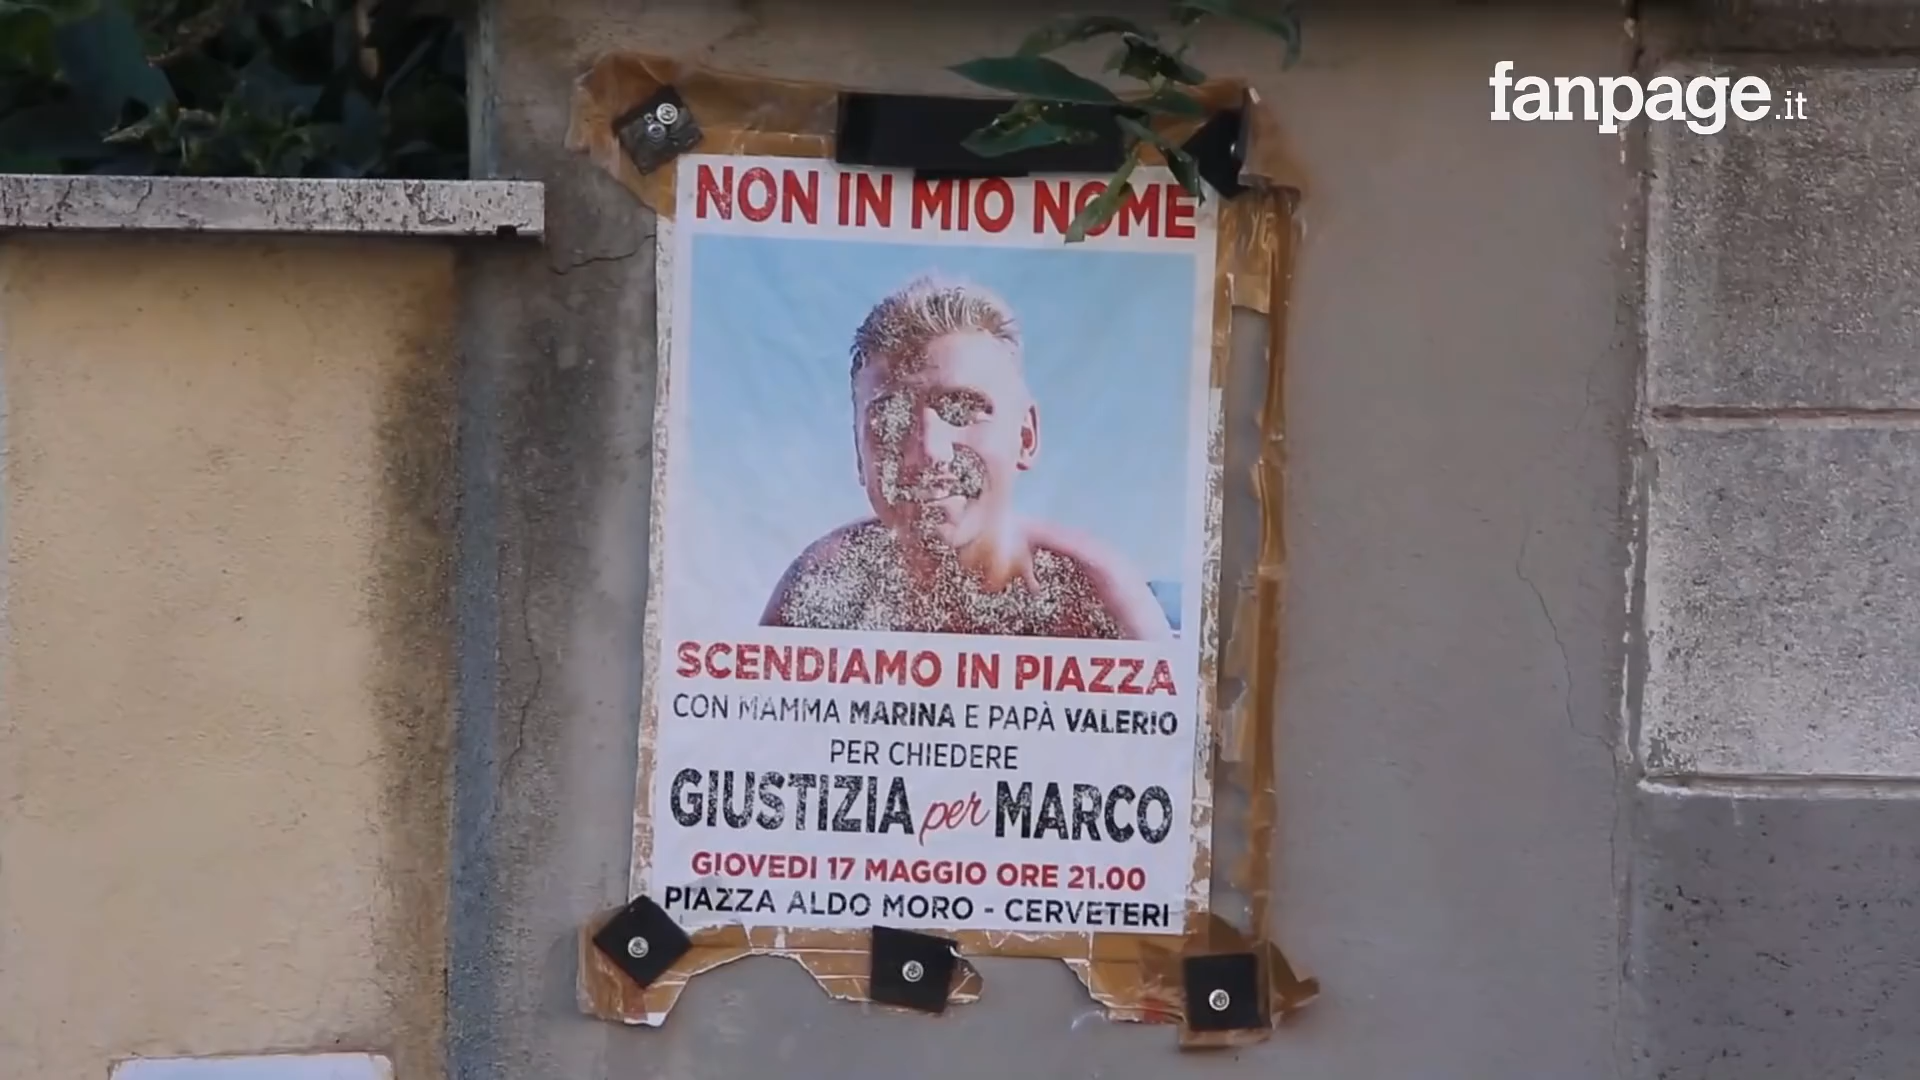 fanpage.it
NON IN MIO NOME
SCENDIAMO IN PIAZZA
CON MAMMA MARINA E PAPÀ VALERIO
PER CHIEDERE
GIUSTIZIA per MARCO
GIOVEDI 17 MAGGIO ORE 21.00
PIAZZA ALDO MORO - CERVETERI